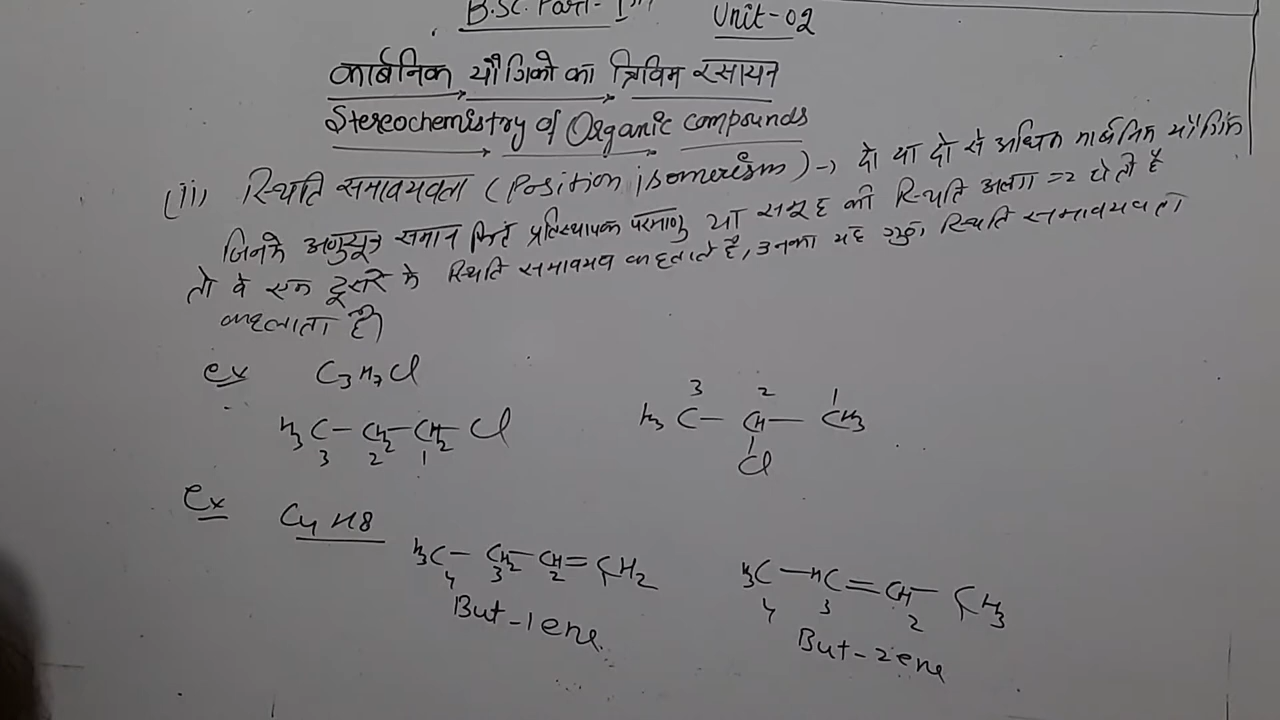 B.Sc. Part- Ist Unit-02
कार्बनिक यौगिको का त्रिविम रसायन
Stereochemistry of Organic compounds
(ii) स्थिति समावयवता (Position isomerism) → दो या दो से अधिक कार्बनिक यौगिक
जिनके अणुसूत्र समान किन्तु प्रतिस्थापक परमाणु या समूह की स्थिति अलग होती है
तो वे एक दूसरे के स्थिति समावयव कहलाते है, उनका यह गुण स्थिति समावयवता
कहलाता है।
ex C3H7Cl
H3C-CH2-CH2-Cl
3 2 1
3 2 1
H3C-CH-CH3
Cl
Ex C4H8
H3C-CH2-CH=CH2
4 3 2
But-1ene
H3C-HC=CH-CH3
4 3 2
But-2ene